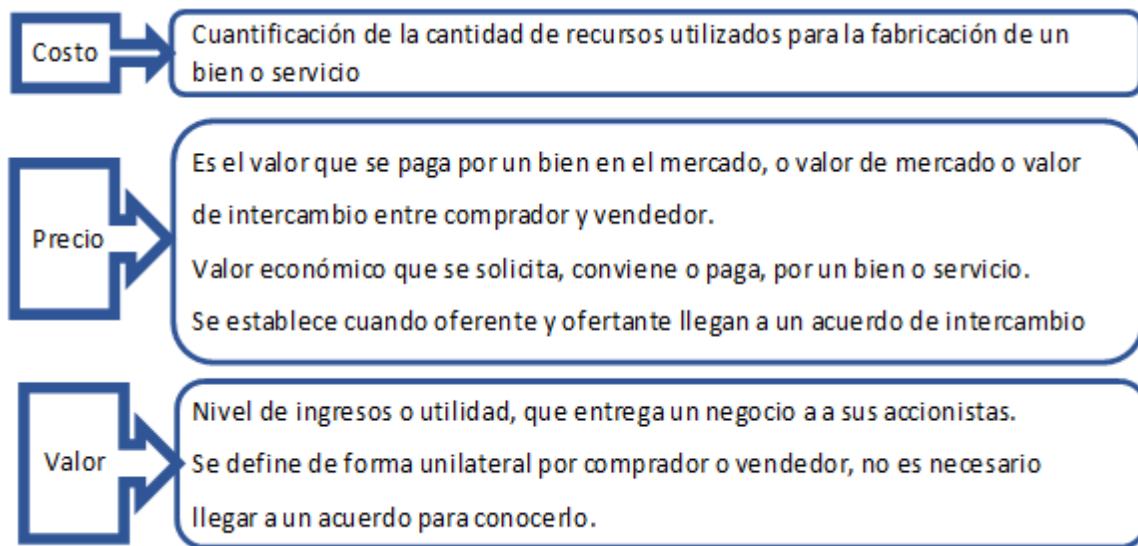 Costo
Cuantificación de la cantidad de recursos utilizados para la fabricación de un
bien o servicio
Precio
Es el valor que se paga por un bien en el mercado, o valor de mercado o valor
de intercambio entre comprador y vendedor.
Valor económico que se solicita, conviene o paga, por un bien o servicio.
Se establece cuando oferente y ofertante llegan a un acuerdo de intercambio
Valor
Nivel de ingresos o utilidad, que entrega un negocio a a sus accionistas.
Se define de forma unilateral por comprador o vendedor, no es necesario
llegar a un acuerdo para conocerlo.